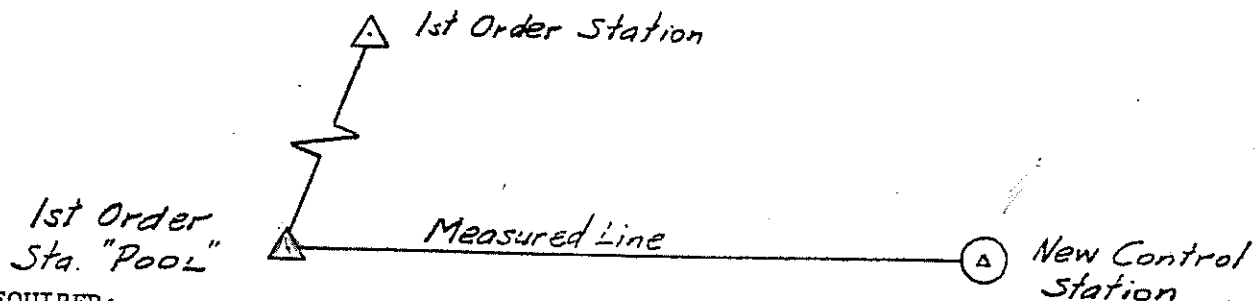 1st Order Station
1st Order
Sta. "POOL"
Measured Line
New Control
Station